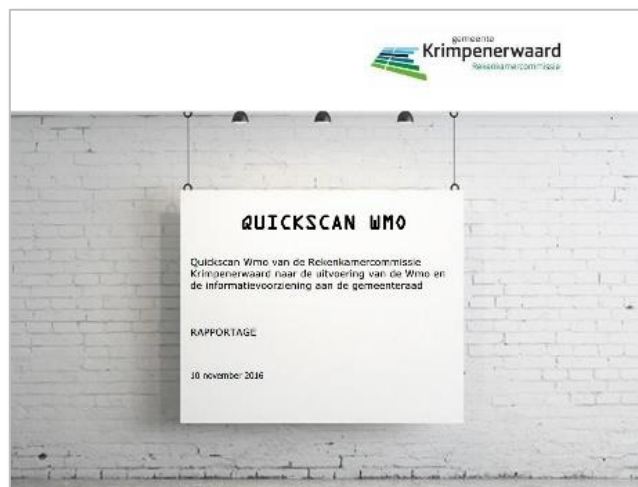 gemeente
Krimpenerwaard
Rekenkamercommissie
QUICKSCAN WMO
Quickscan Wmo van de Rekenkamercommissie
Krimpenerwaard naar de uitvoering van de Wmo en
de informatievoorziening aan de gemeenteraad
RAPPORTAGE
10 november 2016